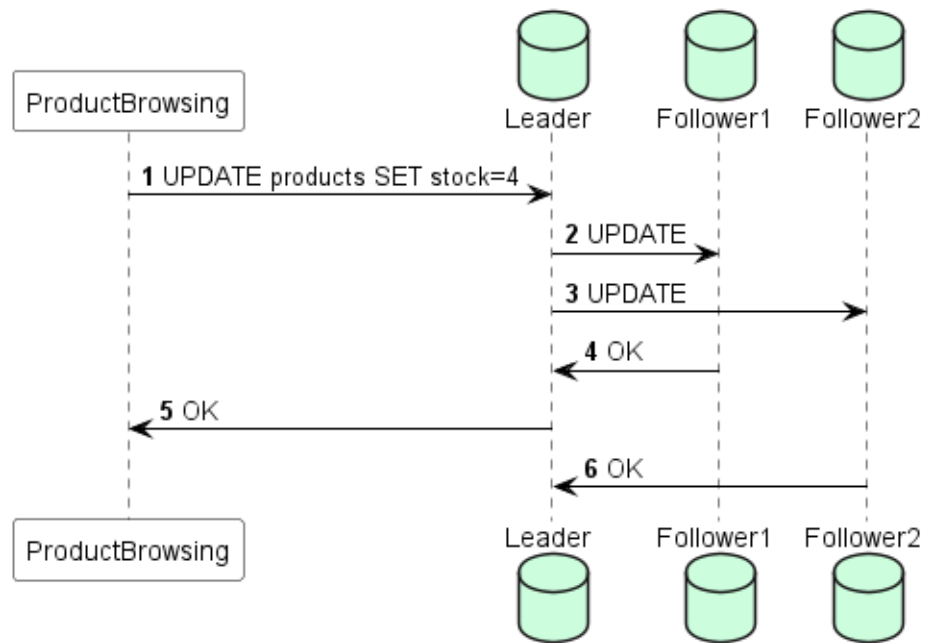 ProductBrowsing
Leader
Follower1
Follower2
1 UPDATE products SET stock=4
2 UPDATE
3 UPDATE
4 OK
5 OK
6 OK
ProductBrowsing
Leader
Follower1
Follower2